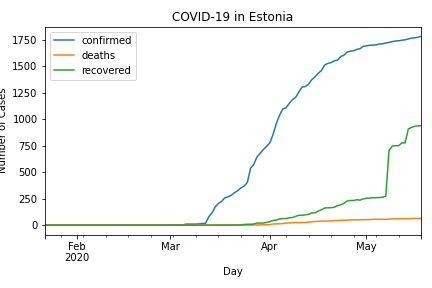 COVID-19 in Estonia
confirmed
deaths
recovered
1750
1500
1250
1000
750
500
250
0
Number of Cases
Feb
2020
Mar
Apr
May
Day